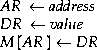 AR ← address
DR ← value
M[AR] ← DR